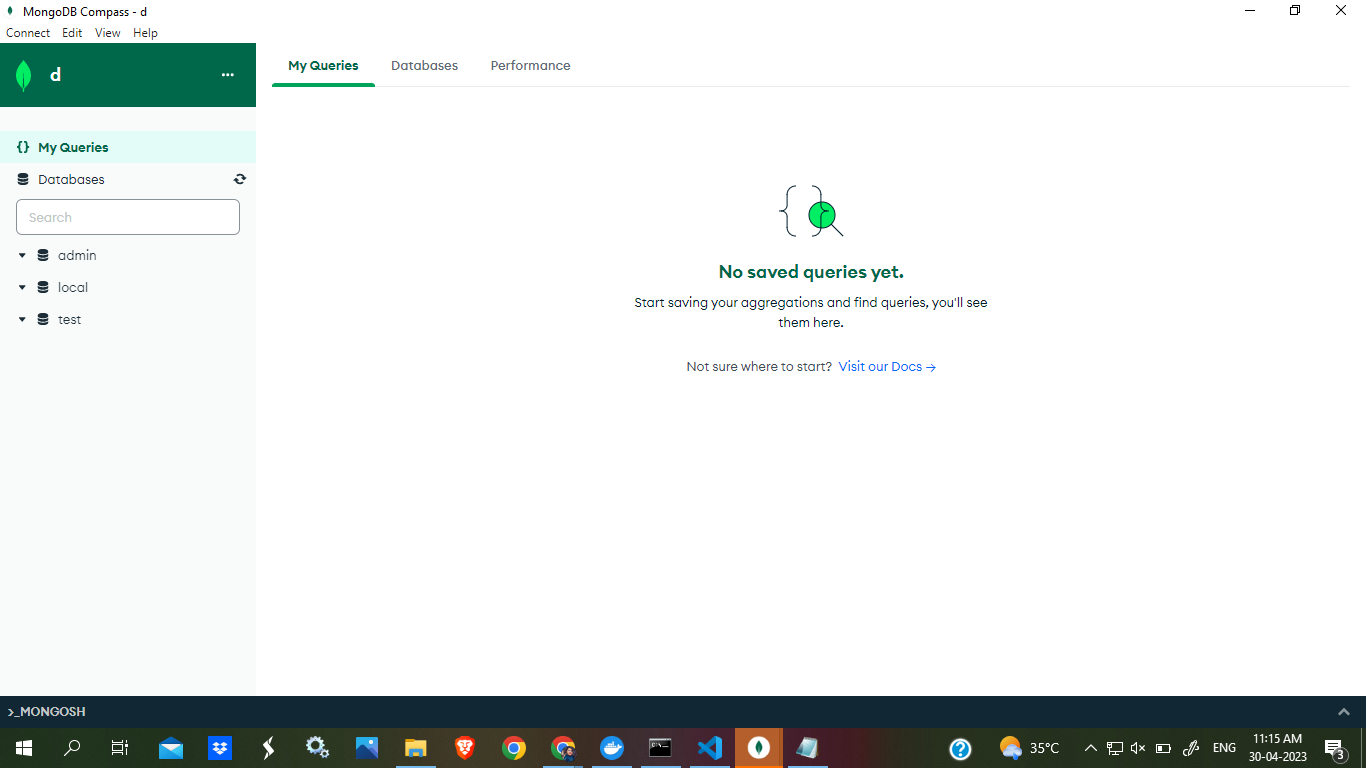 MongoDB Compass - d
Connect Edit View Help
d
My Queries Databases Performance
My Queries
Databases
Search
admin
local
test
No saved queries yet.
Start saving your aggregations and find queries, you'll see
them here.
Not sure where to start? Visit our Docs →
>_MONGOSH
35°C
ENG
11:15 AM
30-04-2023
3